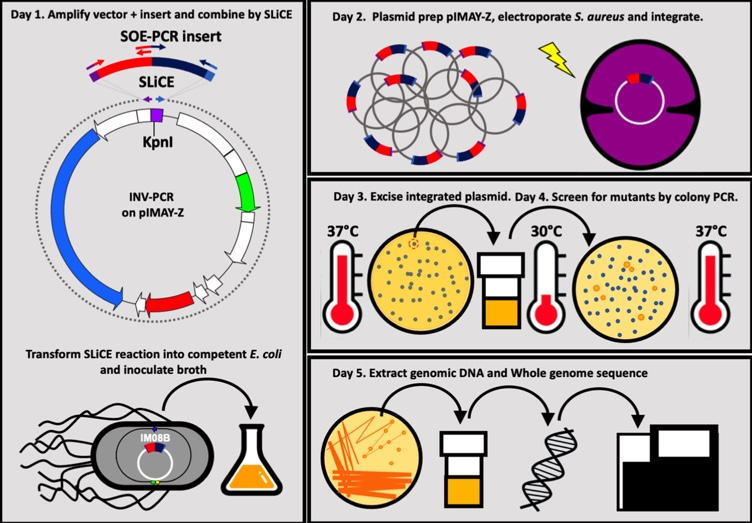 Day 1. Amplify vector + insert and combine by SLiCE
SOE-PCR insert
SLiCE
KpnI
INV-PCR
on pIMAY-Z
Transform SLiCE reaction into competent E. coli
and inoculate broth
IM08B
Day 2. Plasmid prep pIMAY-Z, electroporate S. aureus and integrate.
Day 3. Excise integrated plasmid. Day 4. Screen for mutants by colony PCR.
37°C
30°C
37°C
Day 5. Extract genomic DNA and Whole genome sequence